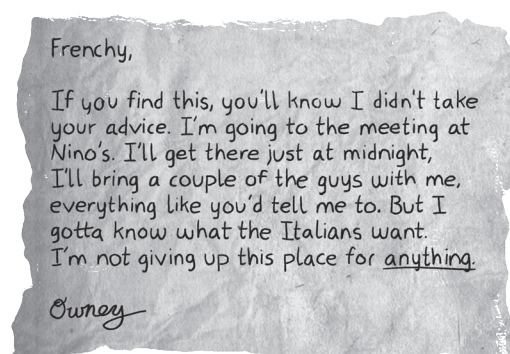 Frenchy,
If you find this, you'll know I didn't take
your advice. I'm going to the meeting at
Nino's. I'll get there just at midnight,
I'll bring a couple of the guys with me,
everything like you'd tell me to. But I
gotta know what the Italians want.
I'm not giving up this place for anything.
Owney